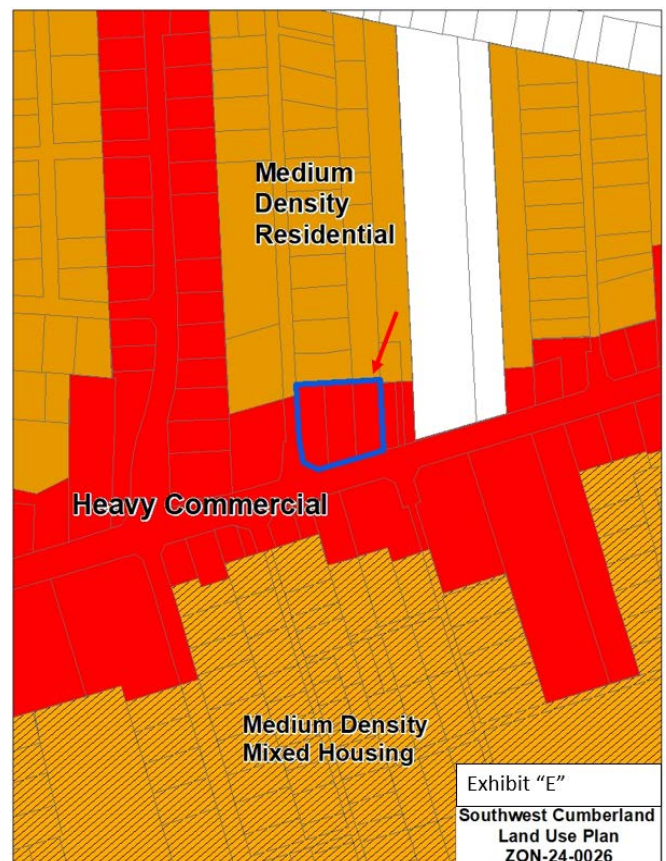 Medium
Density
Residential
Heavy Commercial
Medium Density
Mixed Housing
Exhibit “E”
Southwest Cumberland
Land Use Plan
ZON-24-0026